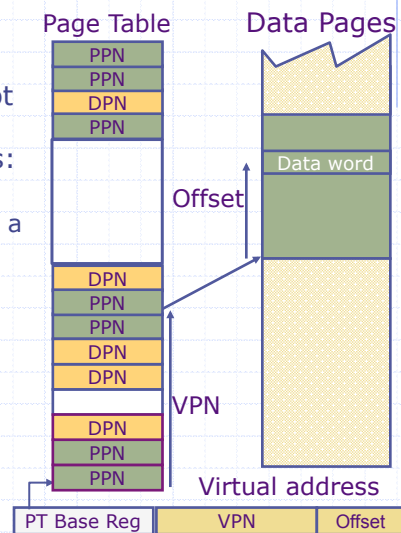 Page Table
Data Pages
PPN
PPN
DPN
PPN
s:
a
Data word
Offset
DPN
PPN
PPN
DPN
DPN
VPN
DPN
PPN
PPN
Virtual address
PT Base Reg
VPN
Offset